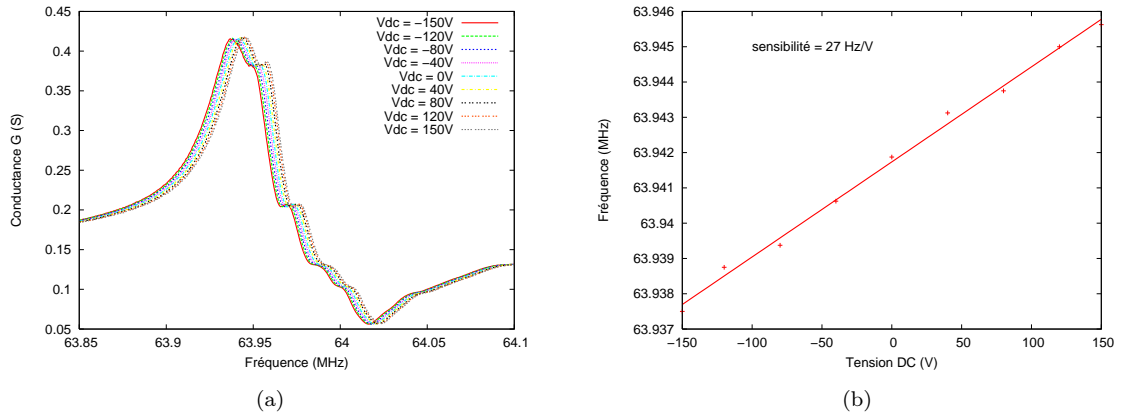 0.45
0.4
0.35
0.3
0.25
0.2
0.15
0.1
0.05
63.85
63.9
63.95
64
64.05
64.1
Conductance G (S)
Fréquence (MHz)
Vdc = −150V
Vdc = −120V
Vdc = −80V
Vdc = −40V
Vdc = 0V
Vdc = 40V
Vdc = 80V
Vdc = 120V
Vdc = 150V
(a)
63.946
63.945
63.944
63.943
63.942
63.941
63.94
63.939
63.938
63.937
−150
−100
−50
0
50
100
150
Fréquence (MHz)
Tension DC (V)
sensibilité = 27 Hz/V
(b)